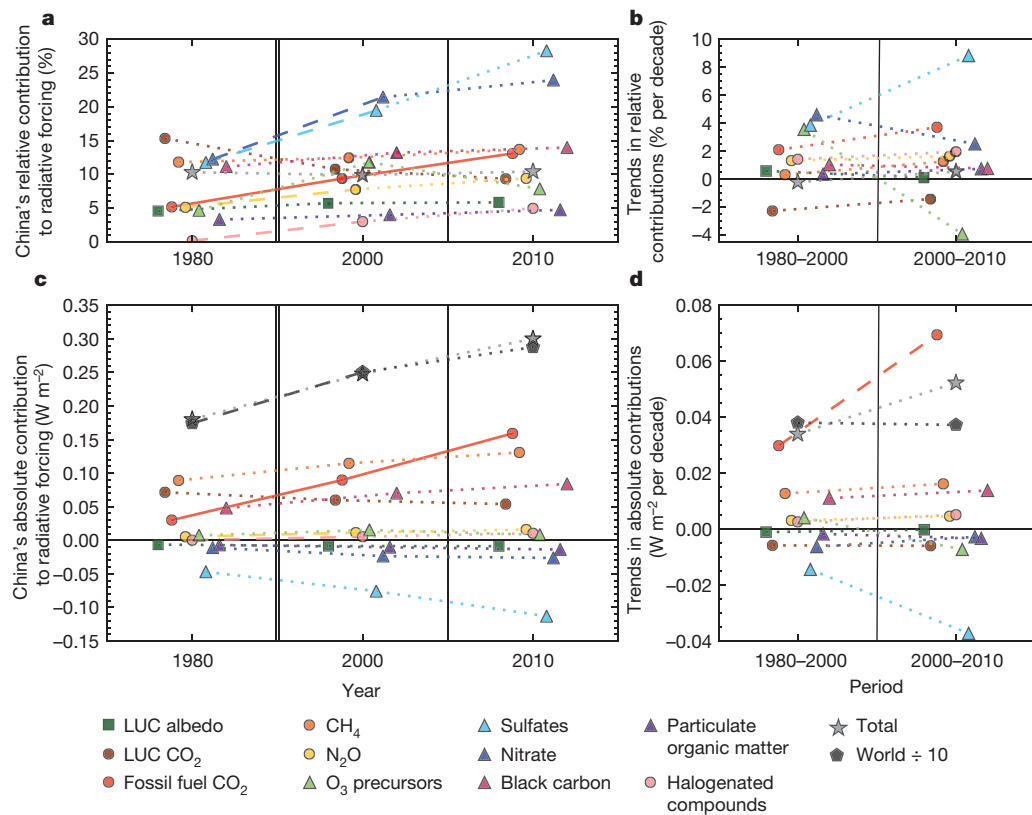 a
China's relative contribution
to radiative forcing (%)
30
25
20
15
10
5
0
1980
2000
2010
b
Trends in relative
contributions (% per decade)
10
8
6
4
2
0
−2
−4
1980–2000
2000–2010
c
China's absolute contribution
to radiative forcing (W m⁻²)
0.35
0.30
0.25
0.20
0.15
0.10
0.05
0.00
−0.05
−0.10
−0.15
1980
2000
2010
Year
d
Trends in absolute contributions
(W m⁻² per decade)
0.08
0.06
0.04
0.02
0.00
−0.02
−0.04
1980–2000
2000–2010
Period
LUC albedo
LUC CO₂
Fossil fuel CO₂
CH₄
N₂O
O₃ precursors
Sulfates
Nitrate
Black carbon
Particulate
organic matter
Halogenated
compounds
Total
World ÷ 10